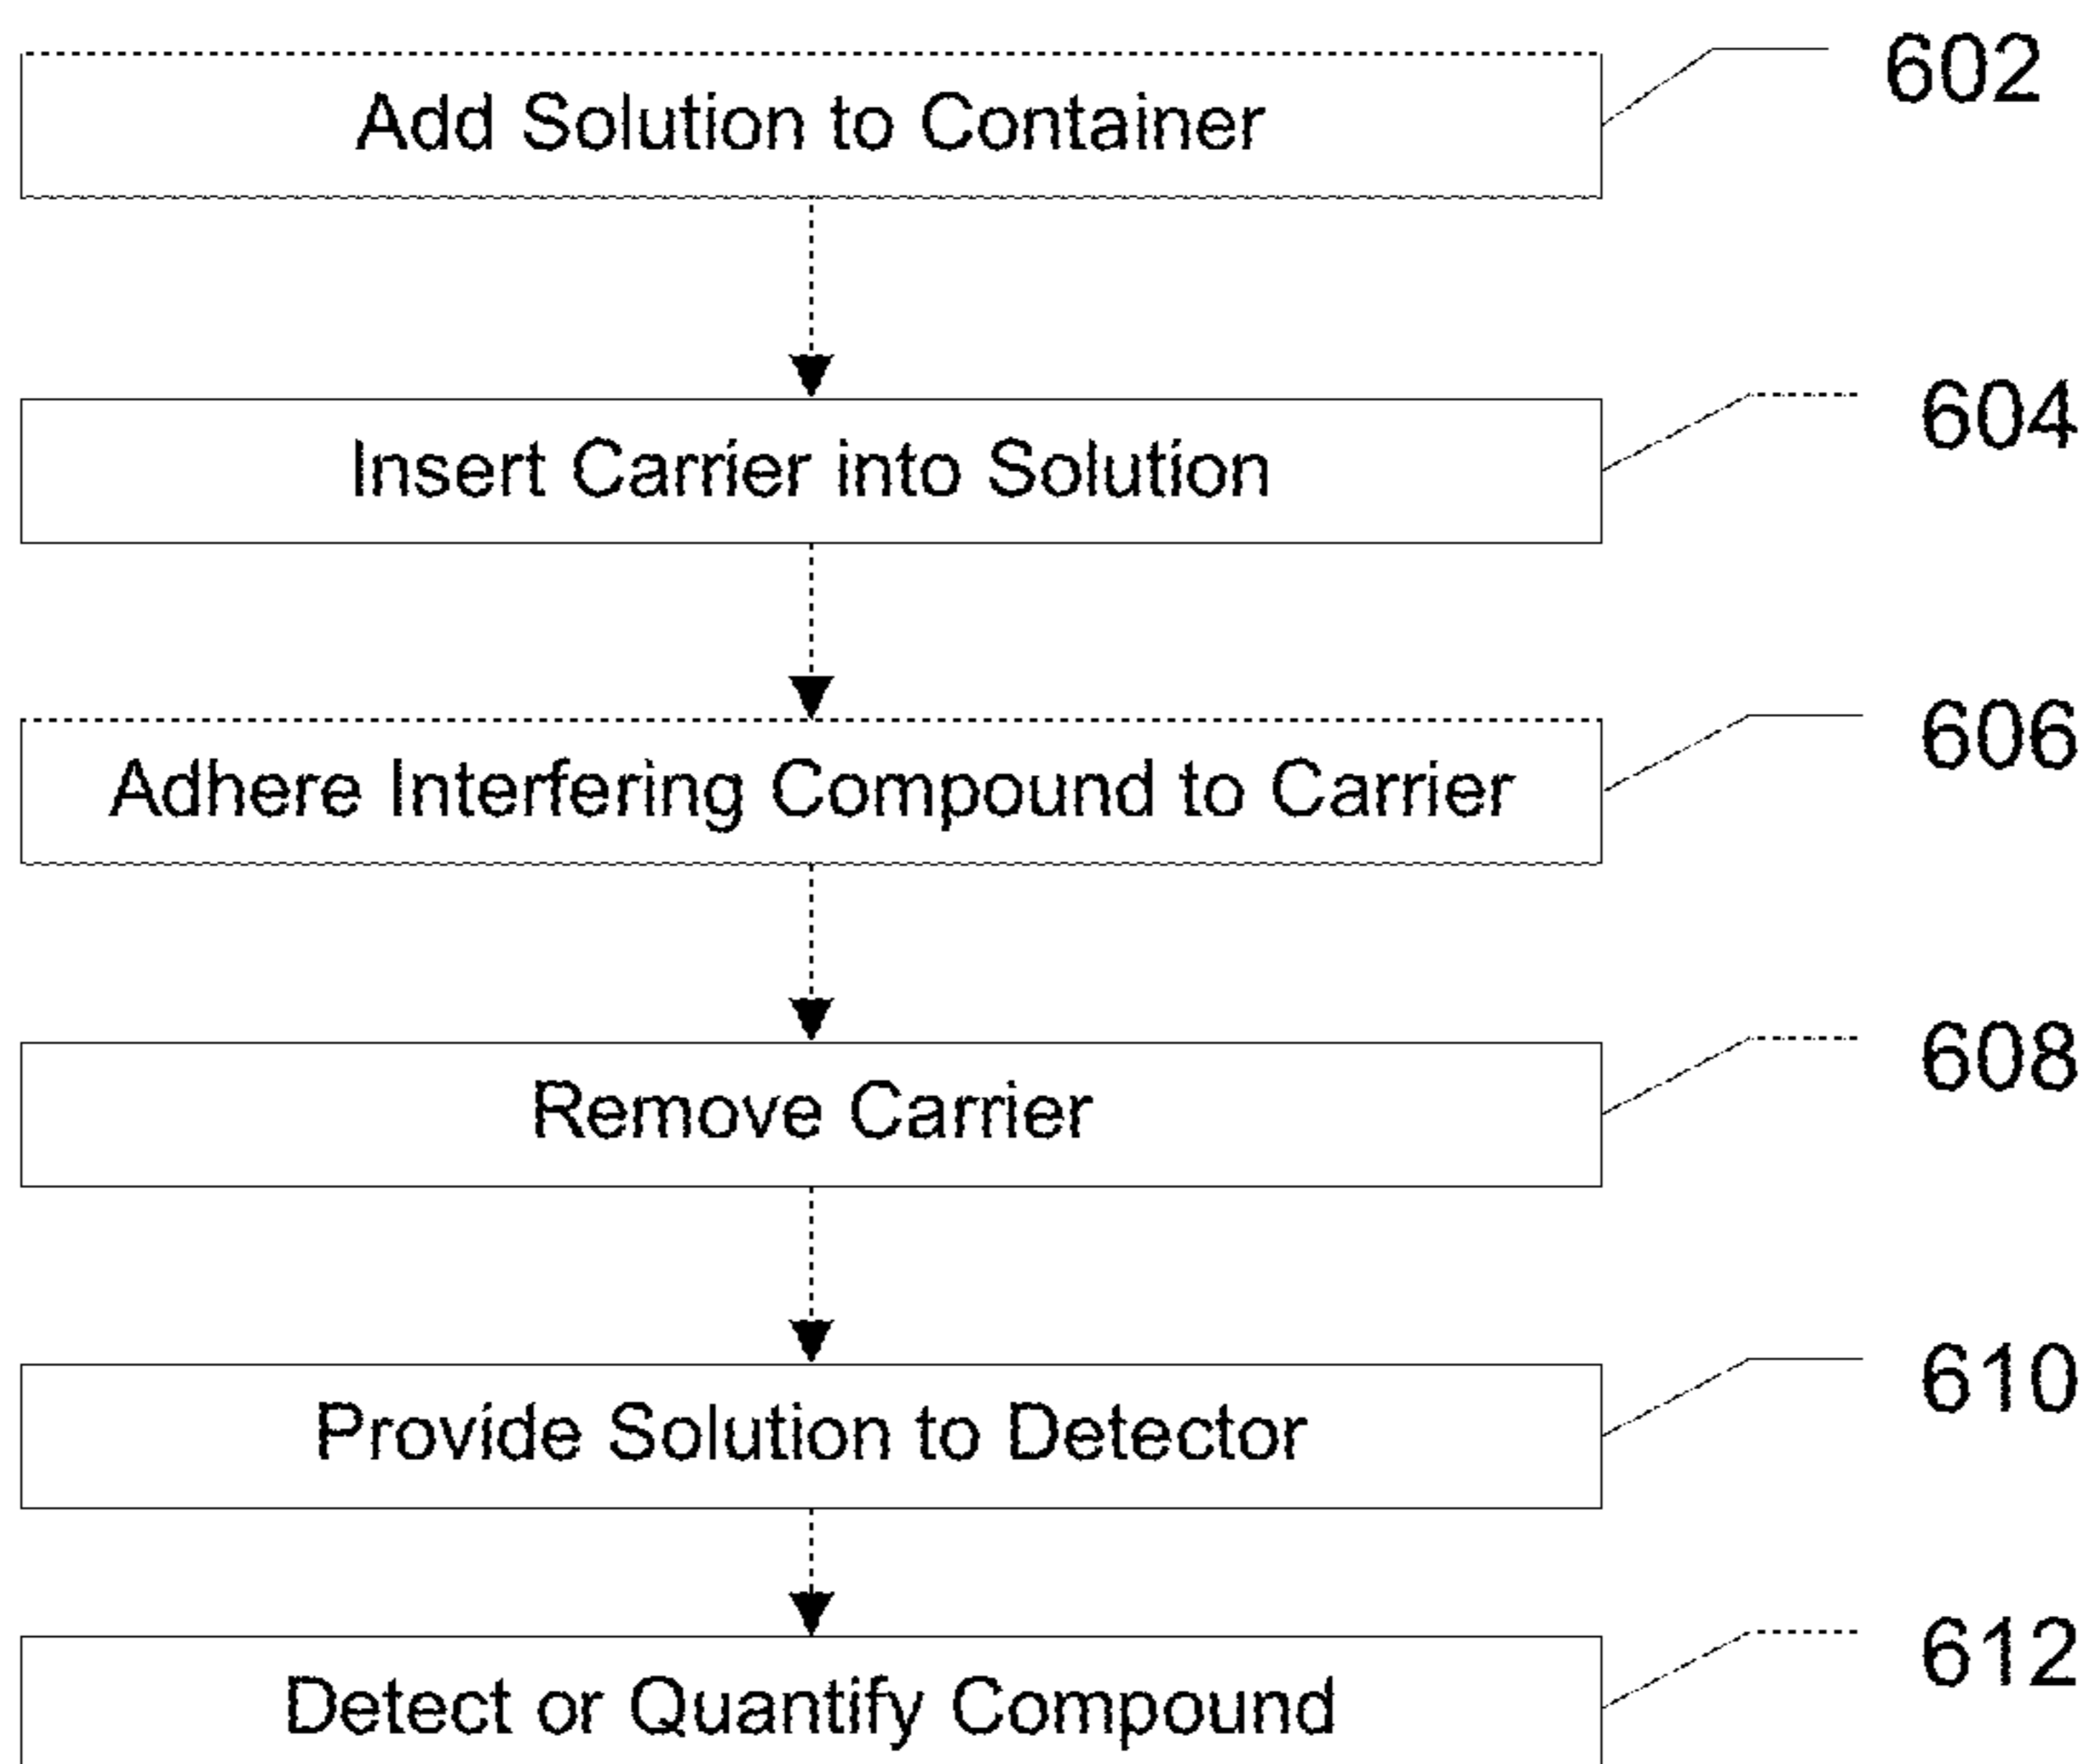 Add Solution to Container 602
Insert Carrier into Solution 604
Adhere Interfering Compound to Carrier 606
Remove Carrier 608
Provide Solution to Detector 610
Detect or Quantify Compound 612